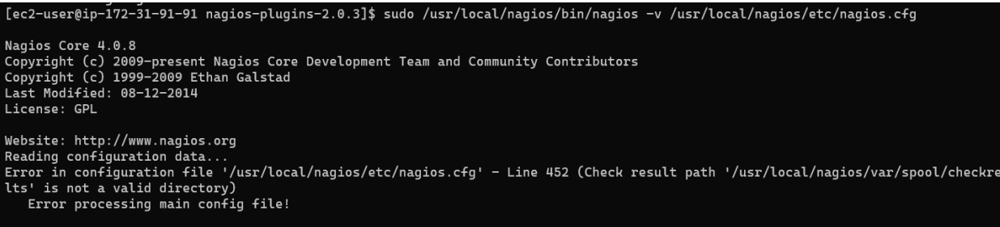 [ec2-user@ip-172-31-91-91 nagios-plugins-2.0.3]$ sudo /usr/local/nagios/bin/nagios -v /usr/local/nagios/etc/nagios.cfg
Nagios Core 4.0.8
Copyright (c) 2009-present Nagios Core Development Team and Community Contributors
Copyright (c) 1999-2009 Ethan Galstad
Last Modified: 08-12-2014
License: GPL
Website: http://www.nagios.org
Reading configuration data...
Error in configuration file '/usr/local/nagios/etc/nagios.cfg' - Line 452 (Check result path '/usr/local/nagios/var/spool/checkre
lts' is not a valid directory)
Error processing main config file!